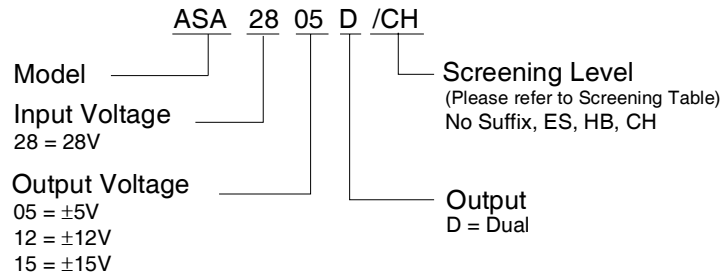 ASA 28 05 D /CH
Model
Input Voltage
28 = 28V
Output Voltage
05 = ±5V
12 = ±12V
15 = ±15V
Screening Level
(Please refer to Screening Table)
No Suffix, ES, HB, CH
Output
D = Dual